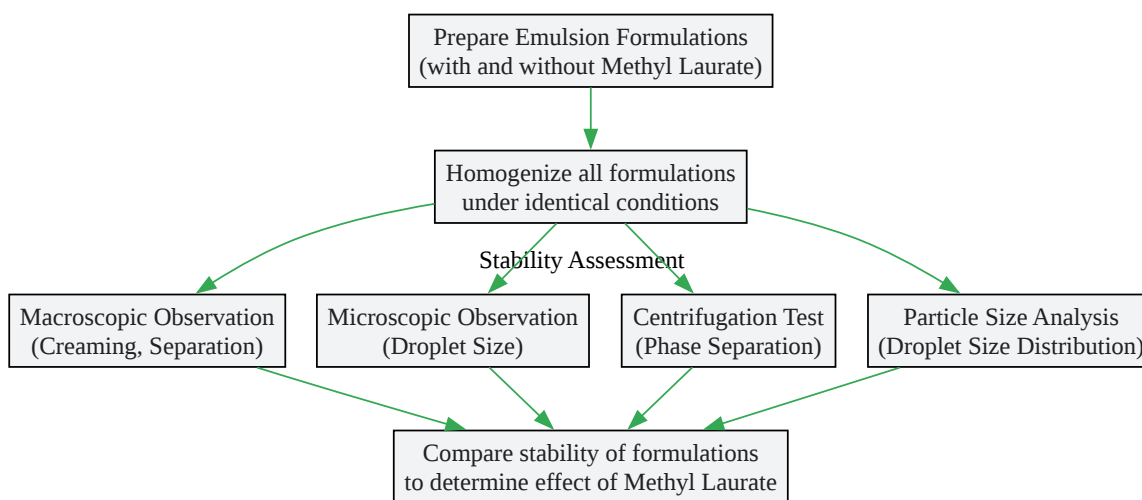 Prepare Emulsion Formulations
(with and without Methyl Laurate)
Homogenize all formulations
under identical conditions
Stability Assessment
Macroscopic Observation
(Creaming, Separation)
Microscopic Observation
(Droplet Size)
Centrifugation Test
(Phase Separation)
Particle Size Analysis
(Droplet Size Distribution)
Compare stability of formulations
to determine effect of Methyl Laurate